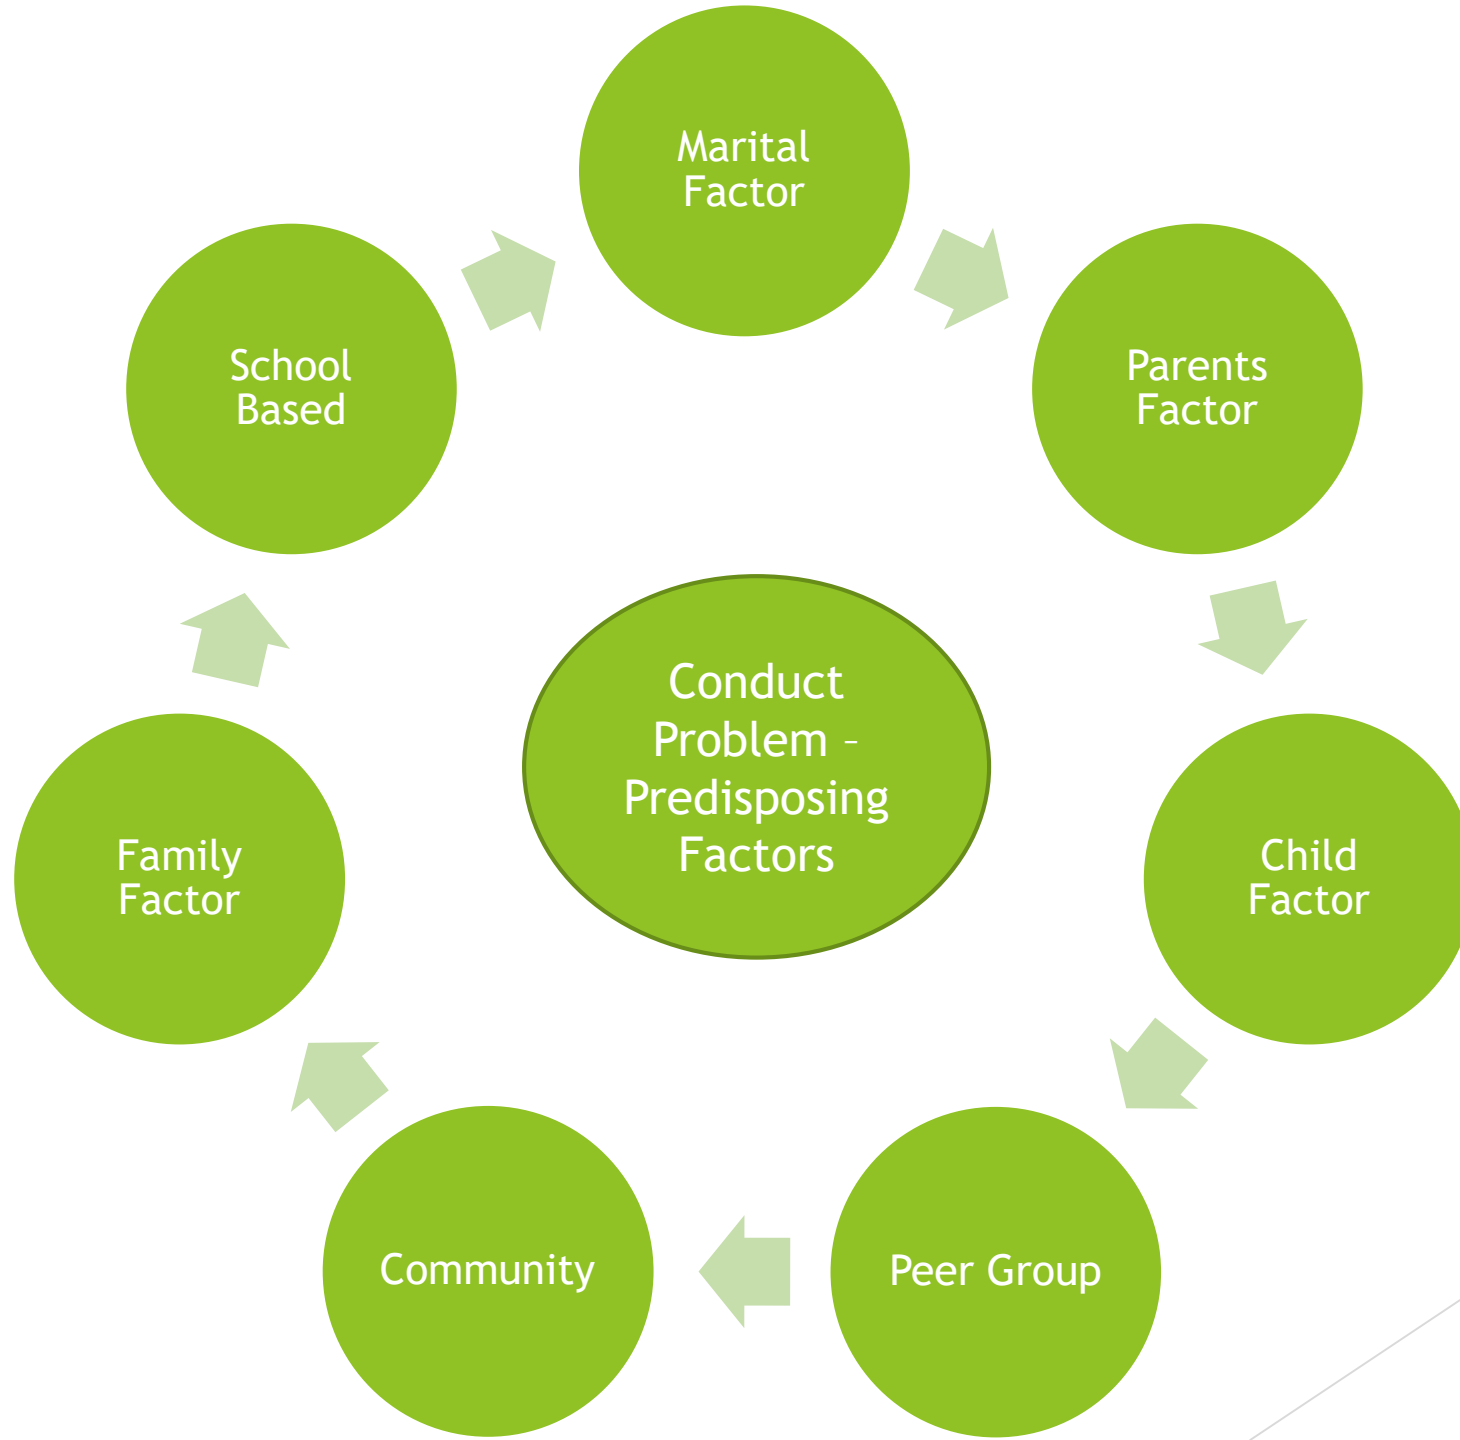 Marital
Factor
Parents
Factor
Child
Factor
Peer Group
Community
Family
Factor
School
Based
Conduct
Problem –
Predisposing
Factors